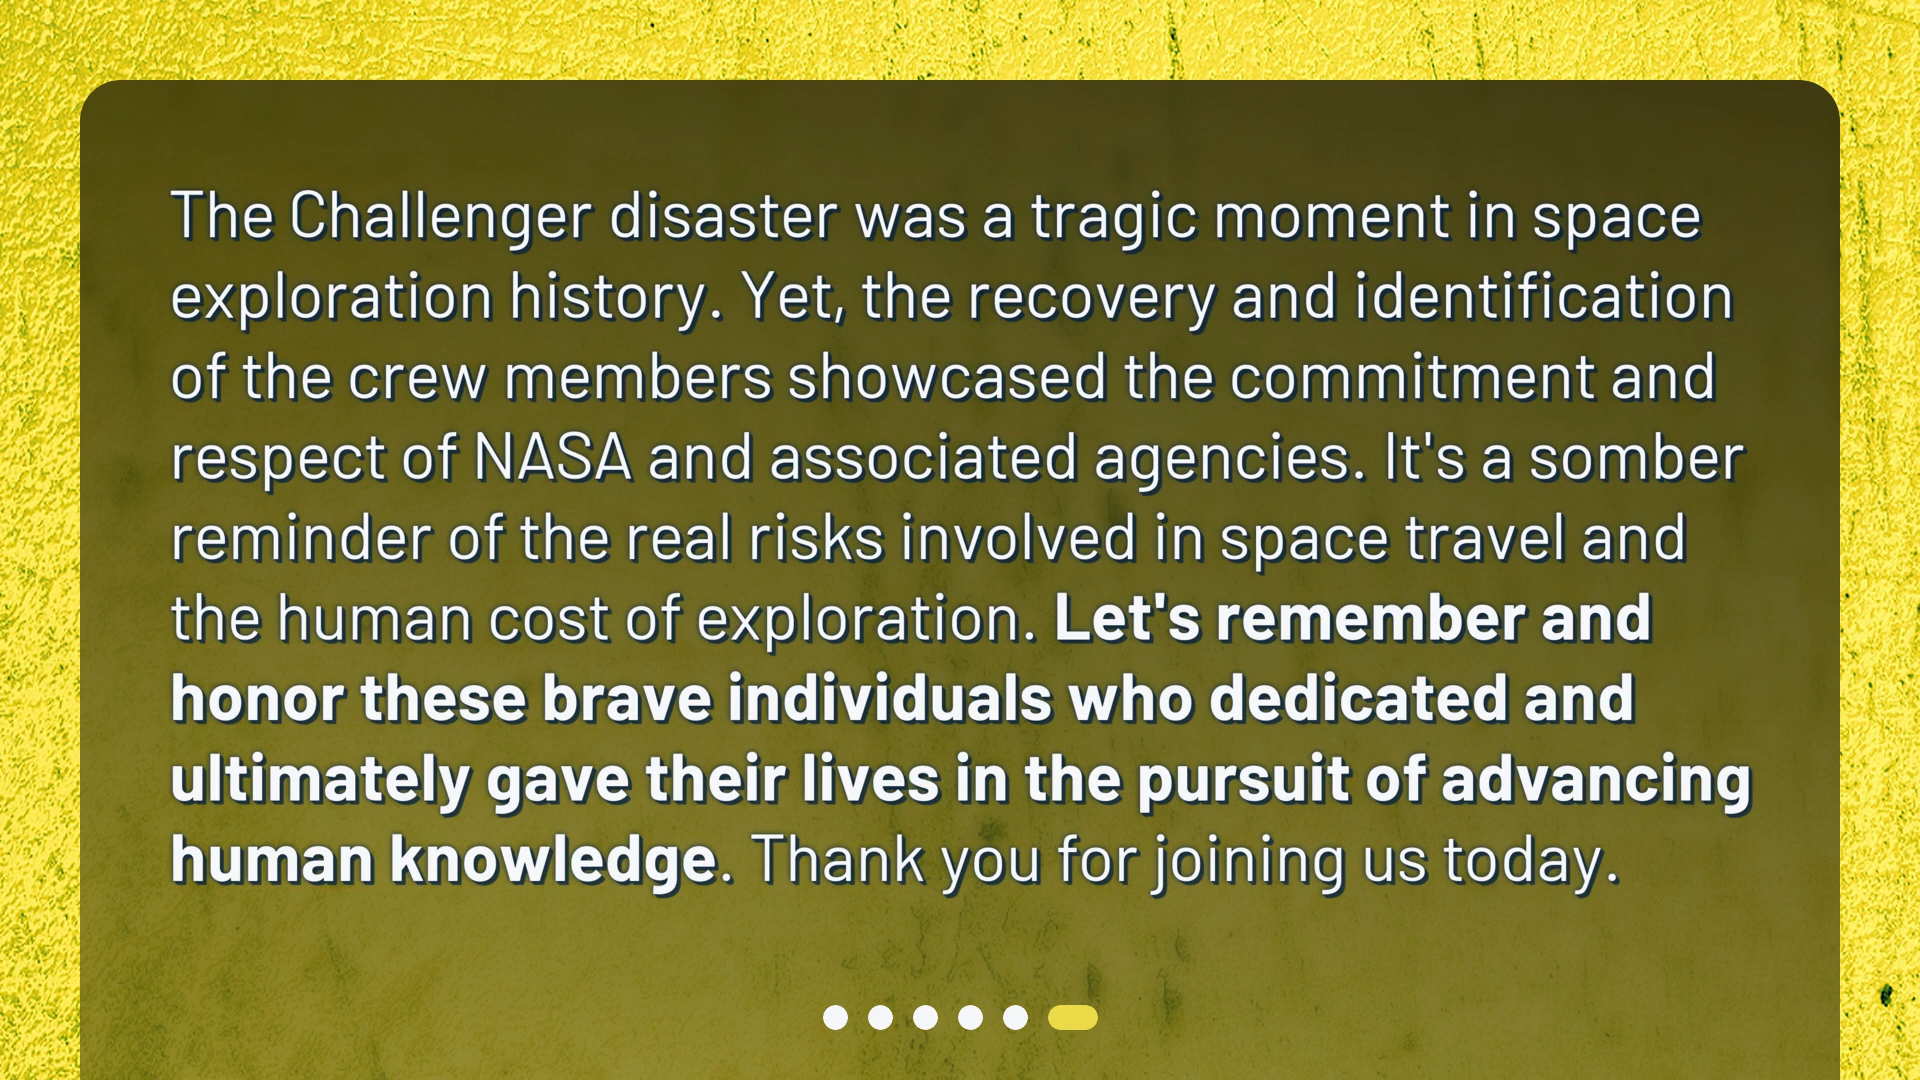 The Challenger disaster was a tragic moment in space
exploration history. Yet, the recovery and identification
of the crew members showcased the commitment and
respect of NASA and associated agencies. It's a somber
reminder of the real risks involved in space travel and
the human cost of exploration. Let's remember and
honor these brave individuals who dedicated and
ultimately gave their lives in the pursuit of advancing
human knowledge. Thank you for joining us today.